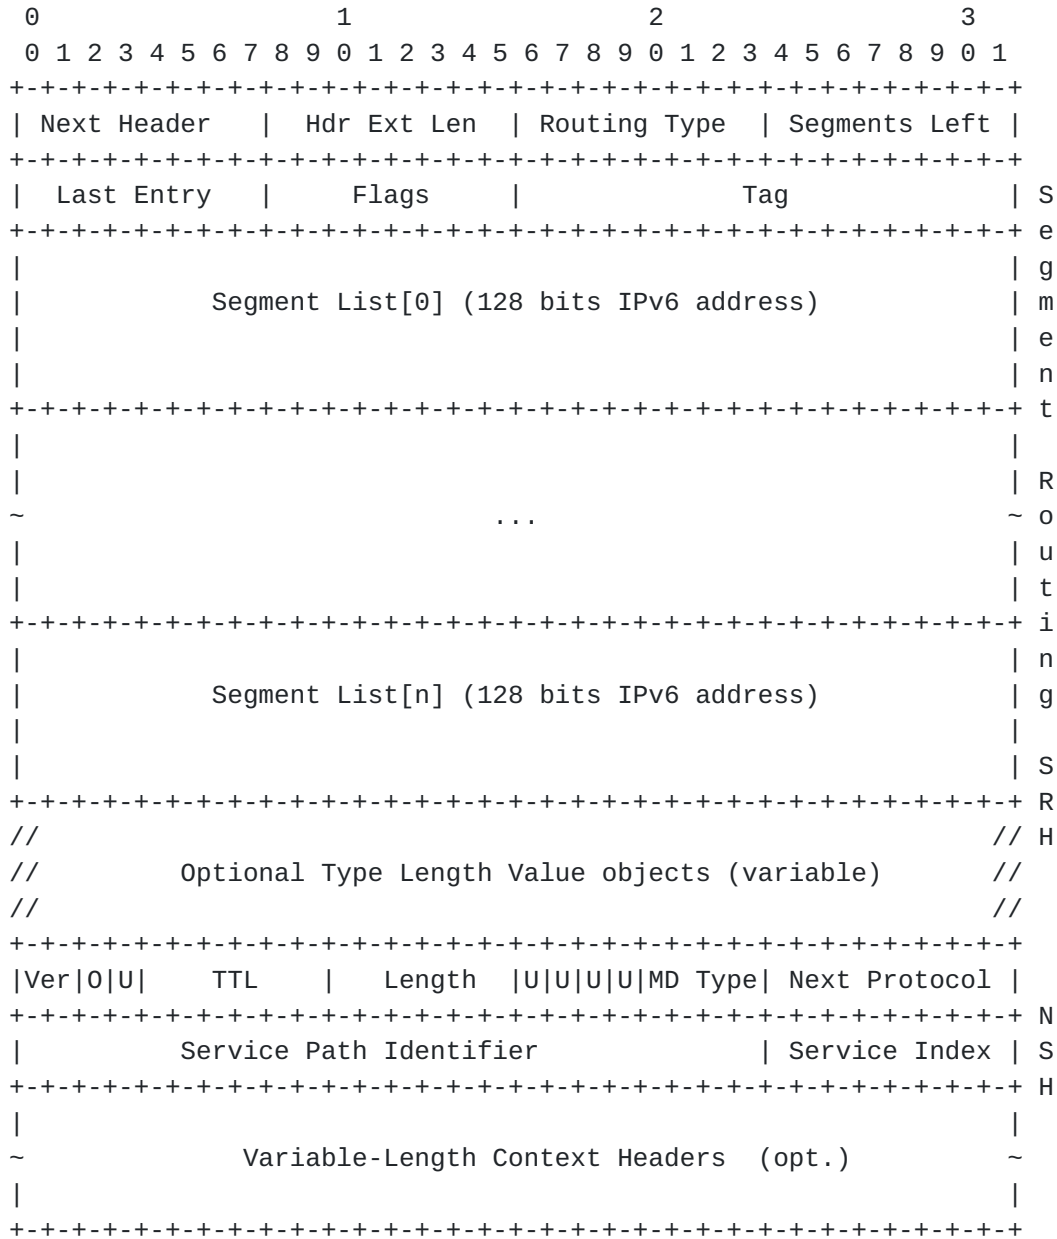 0                   1                   2                   3
 0 1 2 3 4 5 6 7 8 9 0 1 2 3 4 5 6 7 8 9 0 1 2 3 4 5 6 7 8 9 0 1
+-+-+-+-+-+-+-+-+-+-+-+-+-+-+-+-+-+-+-+-+-+-+-+-+-+-+-+-+-+-+-+-+
| Next Header   |  Hdr Ext Len  | Routing Type  | Segments Left |
+-+-+-+-+-+-+-+-+-+-+-+-+-+-+-+-+-+-+-+-+-+-+-+-+-+-+-+-+-+-+-+-+
|  Last Entry   |     Flags     |              Tag              | S
+-+-+-+-+-+-+-+-+-+-+-+-+-+-+-+-+-+-+-+-+-+-+-+-+-+-+-+-+-+-+-+-+ e
|                                                               | g
|            Segment List[0] (128 bits IPv6 address)            | m
|                                                               | e
|                                                               | n
+-+-+-+-+-+-+-+-+-+-+-+-+-+-+-+-+-+-+-+-+-+-+-+-+-+-+-+-+-+-+-+-+ t
|                                                               |
|                                                               | R
~                              ...                              ~ o
|                                                               | u
|                                                               | t
+-+-+-+-+-+-+-+-+-+-+-+-+-+-+-+-+-+-+-+-+-+-+-+-+-+-+-+-+-+-+-+-+ i
|                                                               | n
|            Segment List[n] (128 bits IPv6 address)            | g
|                                                               |
|                                                               | S
+-+-+-+-+-+-+-+-+-+-+-+-+-+-+-+-+-+-+-+-+-+-+-+-+-+-+-+-+-+-+-+-+ R
//                                                             // H
//         Optional Type Length Value objects (variable)       //
//                                                             //
+-+-+-+-+-+-+-+-+-+-+-+-+-+-+-+-+-+-+-+-+-+-+-+-+-+-+-+-+-+-+-+-+
|Ver|O|U|    TTL    |   Length  |U|U|U|U|MD Type| Next Protocol |
+-+-+-+-+-+-+-+-+-+-+-+-+-+-+-+-+-+-+-+-+-+-+-+-+-+-+-+-+-+-+-+-+ N
|          Service Path Identifier              | Service Index | S
+-+-+-+-+-+-+-+-+-+-+-+-+-+-+-+-+-+-+-+-+-+-+-+-+-+-+-+-+-+-+-+-+ H
|                                                               |
~              Variable-Length Context Headers  (opt.)          ~
|                                                               |
+-+-+-+-+-+-+-+-+-+-+-+-+-+-+-+-+-+-+-+-+-+-+-+-+-+-+-+-+-+-+-+-+